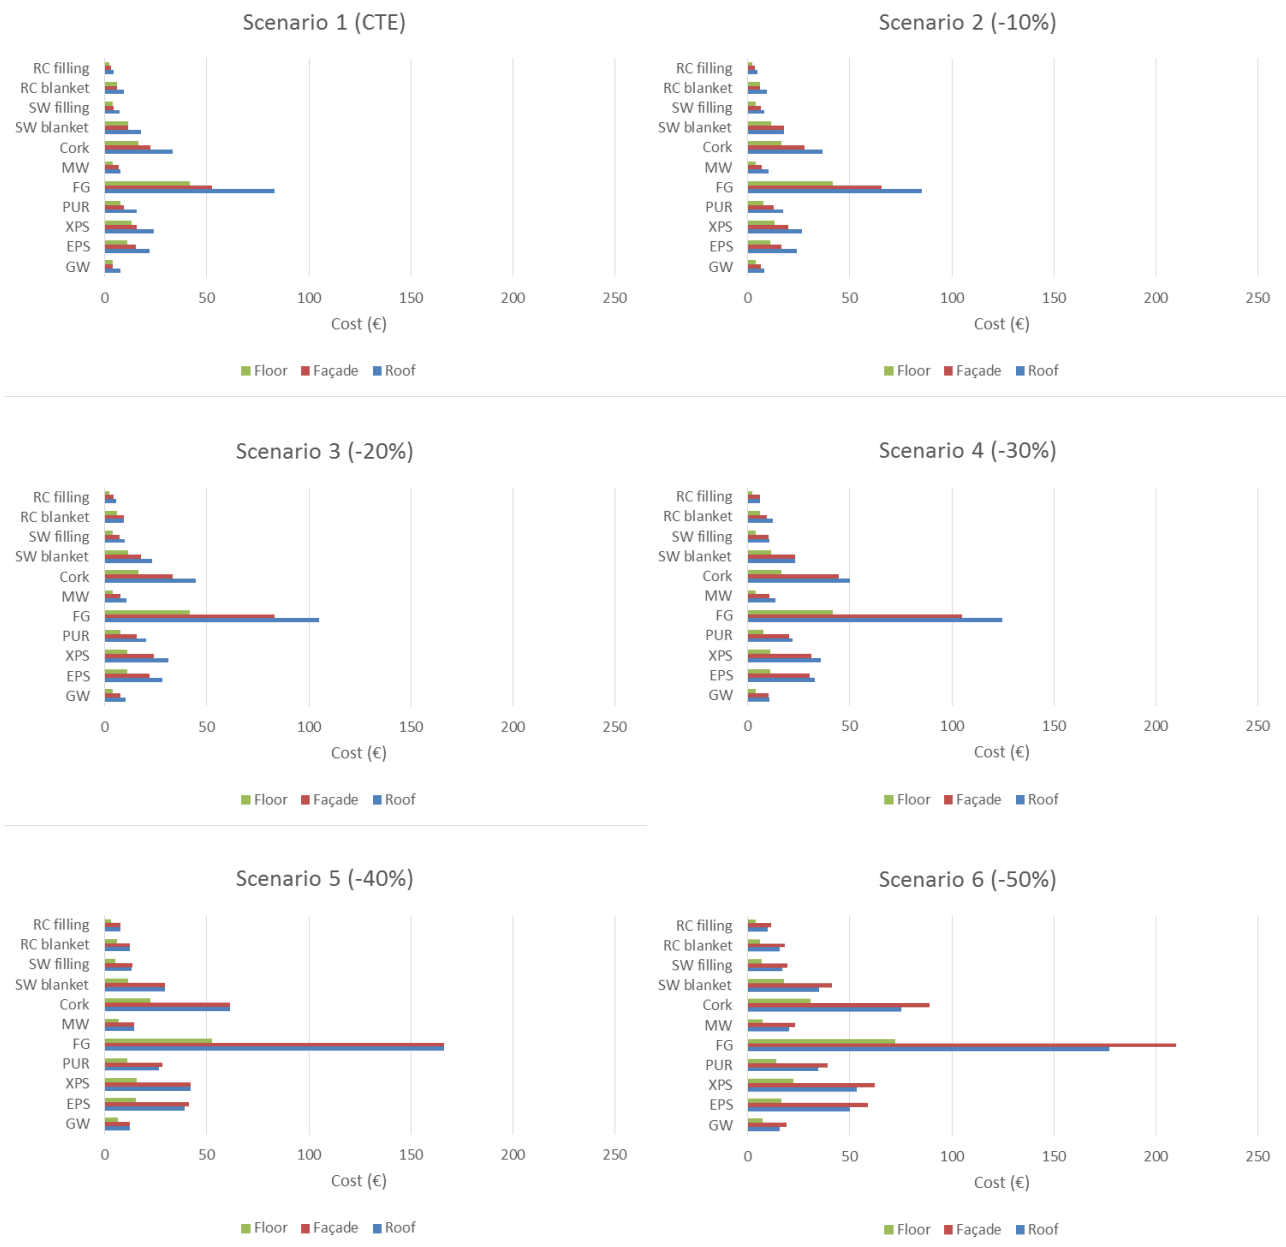 Scenario 1 (CTE)
RC filling
RC blanket
SW filling
SW blanket
Cork
MW
FG
PUR
XPS
EPS
GW
0 50 100 150 200 250
Cost (€)
Floor Façade Roof
Scenario 2 (-10%)
RC filling
RC blanket
SW filling
SW blanket
Cork
MW
FG
PUR
XPS
EPS
GW
0 50 100 150 200 250
Cost (€)
Floor Façade Roof
Scenario 3 (-20%)
RC filling
RC blanket
SW filling
SW blanket
Cork
MW
FG
PUR
XPS
EPS
GW
0 50 100 150 200 250
Cost (€)
Floor Façade Roof
Scenario 4 (-30%)
RC filling
RC blanket
SW filling
SW blanket
Cork
MW
FG
PUR
XPS
EPS
GW
0 50 100 150 200 250
Cost (€)
Floor Façade Roof
Scenario 5 (-40%)
RC filling
RC blanket
SW filling
SW blanket
Cork
MW
FG
PUR
XPS
EPS
GW
0 50 100 150 200 250
Cost (€)
Floor Façade Roof
Scenario 6 (-50%)
RC filling
RC blanket
SW filling
SW blanket
Cork
MW
FG
PUR
XPS
EPS
GW
0 50 100 150 200 250
Cost (€)
Floor Façade Roof